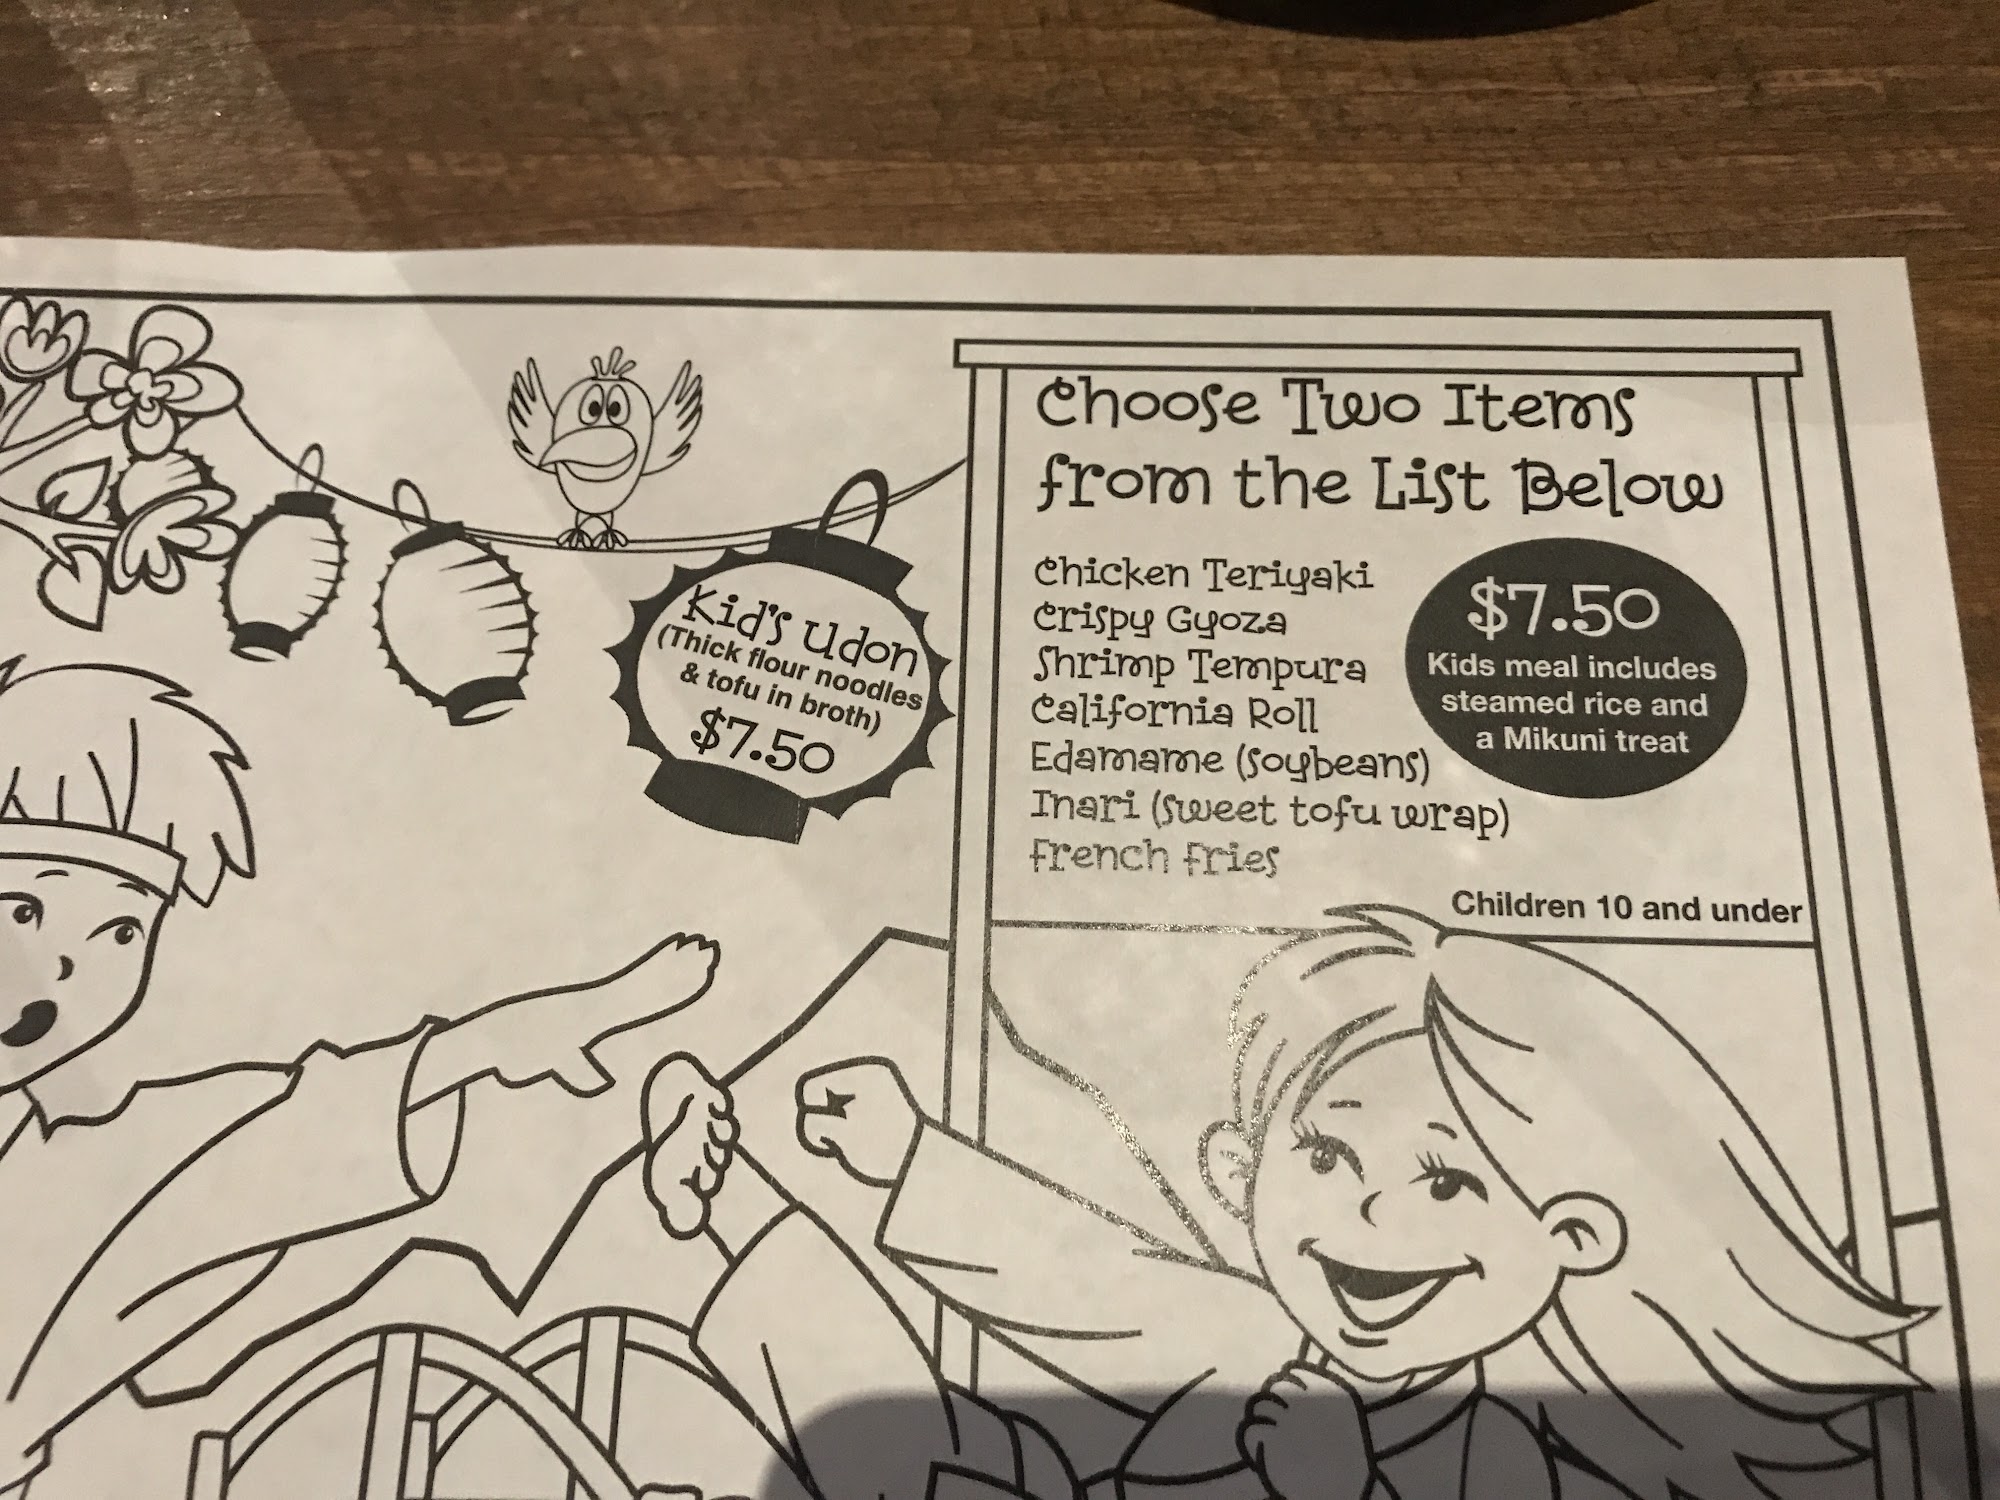 Choose Two Items
from the List Below
Chicken Teriyaki
Crispy Gyoza
Shrimp Tempura
California Roll
Edamame (soybeans)
Inari (sweet tofu wrap)
French Fries
$7.50
Kids meal includes
steamed rice and
a Mikuni treat
Children 10 and under
Kid's Udon
(Thick flour noodles
& tofu in broth)
$7.50